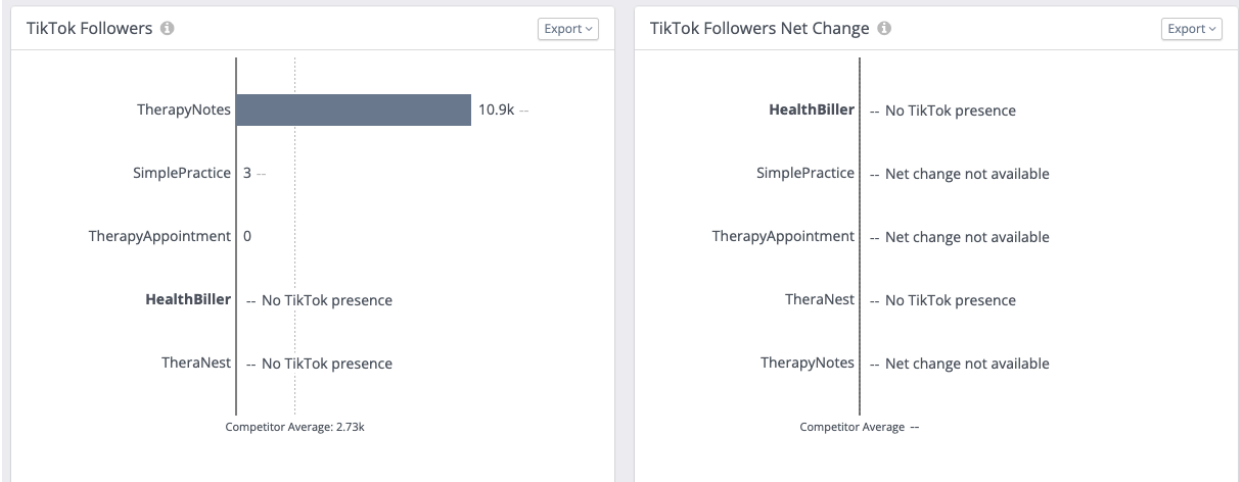 TikTok Followers
Export
TherapyNotes 10.9k --
SimplePractice 3 --
TherapyAppointment 0
HealthBiller -- No TikTok presence
TheraNest -- No TikTok presence
Competitor Average: 2.73k
TikTok Followers Net Change
Export
HealthBiller -- No TikTok presence
SimplePractice -- Net change not available
TherapyAppointment -- Net change not available
TheraNest -- No TikTok presence
TherapyNotes -- Net change not available
Competitor Average --